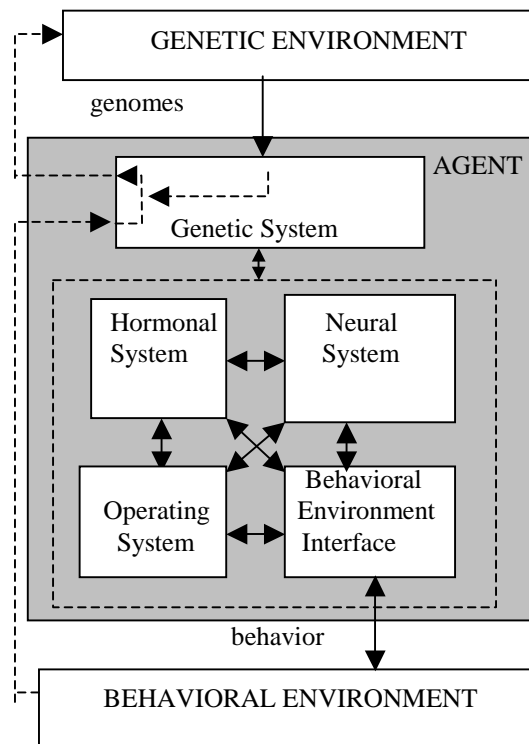 GENETIC ENVIRONMENT
genomes
AGENT
Genetic System
Hormonal
System
Neural
System
Operating
System
Behavioral
Environment
Interface
behavior
BEHAVIORAL ENVIRONMENT